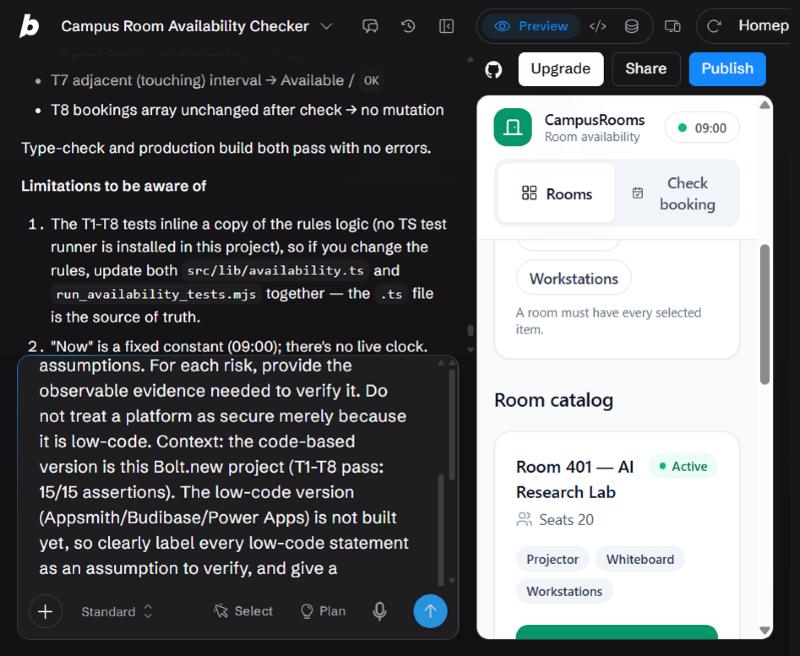 b Campus Room Availability Checker
Preview
Homep
T7 adjacent (touching) interval → Available / OK
T8 bookings array unchanged after check → no mutation
Type-check and production build both pass with no errors.
Limitations to be aware of
1. The T1-T8 tests inline a copy of the rules logic (no TS test
runner is installed in this project), so if you change the
rules, update both src/lib/availability.ts and
run_availability_tests.mjs together — the .ts file
is the source of truth.
2. "Now" is a fixed constant (09:00); there's no live clock.
assumptions. For each risk, provide the
observable evidence needed to verify it. Do
not treat a platform as secure merely because
it is low-code. Context: the code-based
version is this Bolt.new project (T1-T8 pass:
15/15 assertions). The low-code version
(Appsmith/Budibase/Power Apps) is not built
yet, so clearly label every low-code statement
as an assumption to verify, and give a
Standard
Select
Plan
Upgrade
Share
Publish
CampusRooms
Room availability
09:00
Rooms
Check
booking
Workstations
A room must have every selected
item.
Room catalog
Room 401 — AI
Research Lab
Active
Seats 20
Projector
Whiteboard
Workstations